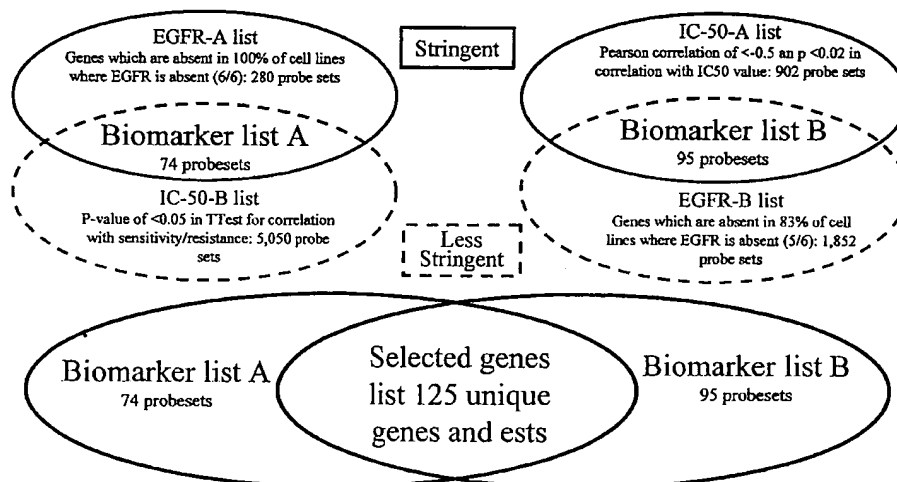 EGFR-A list
Genes which are absent in 100% of cell lines
where EGFR is absent (6/6): 280 probe sets
Biomarker list A
74 probesets
IC-50-B list
P-value of <0.05 in TTest for correlation
with sensitivity/resistance: 5,050 probe
sets
Stringent
Less
Stringent
IC-50-A list
Pearson correlation of <-0.5 an p <0.02 in
correlation with IC50 value: 902 probe sets
Biomarker list B
95 probesets
EGFR-B list
Genes which are absent in 83% of cell
lines where EGFR is absent (5/6): 1,852
probe sets
Biomarker list A
74 probesets
Selected genes
list 125 unique
genes and ests
Biomarker list B
95 probesets